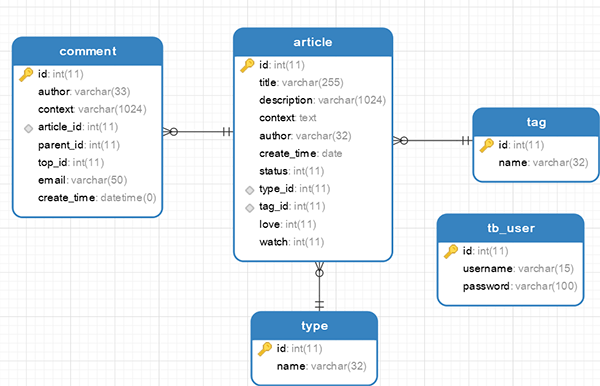 comment
id: int(11)
author: varchar(33)
context: varchar(1024)
article_id: int(11)
parent_id: int(11)
top_id: int(11)
email: varchar(50)
create_time: datetime(0)
article
id: int(11)
title: varchar(255)
description: varchar(1024)
context: text
author: varchar(32)
create_time: date
status: int(11)
type_id: int(11)
tag_id: int(11)
love: int(11)
watch: int(11)
tag
id: int(11)
name: varchar(32)
tb_user
id: int(11)
username: varchar(15)
password: varchar(100)
type
id: int(11)
name: varchar(32)